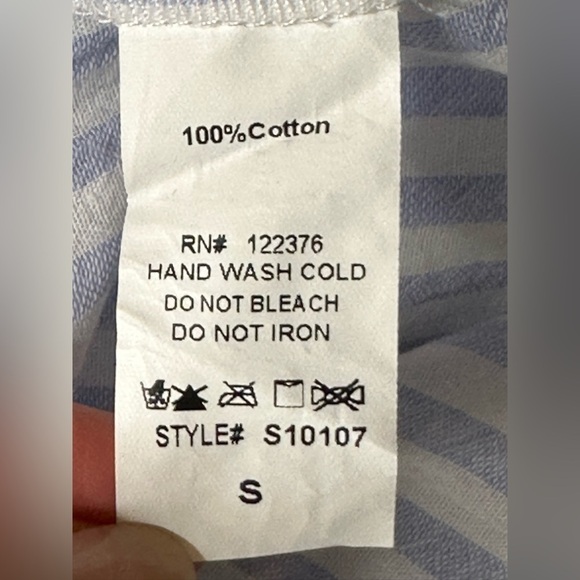 100%Cotton
RN# 122376
HAND WASH COLD
DO NOT BLEACH
DO NOT IRON
STYLE# S10107
S